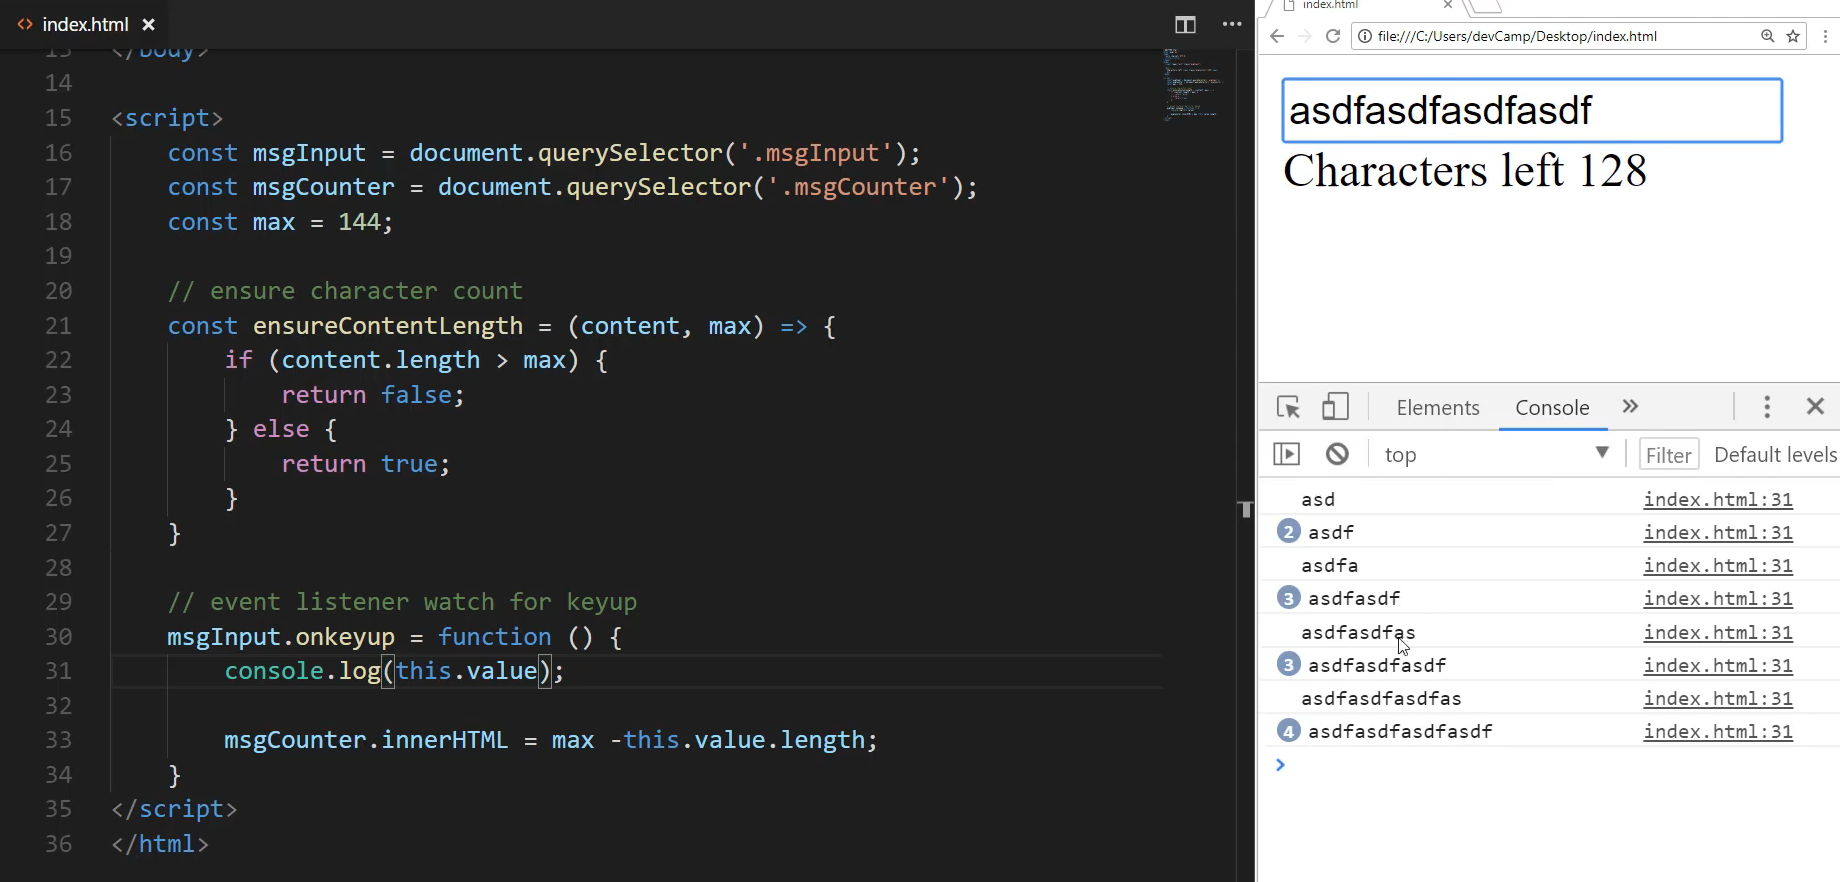 <> index.html ×
13 </body>
14
15 <script>
16 const msgInput = document.querySelector('.msgInput');
17 const msgCounter = document.querySelector('.msgCounter');
18 const max = 144;
19
20 // ensure character count
21 const ensureContentLength = (content, max) => {
22 if (content.length > max) {
23 return false;
24 } else {
25 return true;
26 }
27 }
28
29 // event listener watch for keyup
30 msgInput.onkeyup = function () {
31 console.log(this.value);
32
33 msgCounter.innerHTML = max -this.value.length;
34 }
35 </script>
36 </html>
index.html
file:///C:/Users/devCamp/Desktop/index.html
asdfasdfasdfasdf
Characters left 128
Elements Console »
top Filter Default levels
asd index.html:31
2 asdf index.html:31
asdfa index.html:31
3 asdfasdf index.html:31
asdfasdfas index.html:31
3 asdfasdfasdf index.html:31
asdfasdfasdfas index.html:31
4 asdfasdfasdfasdf index.html:31
>